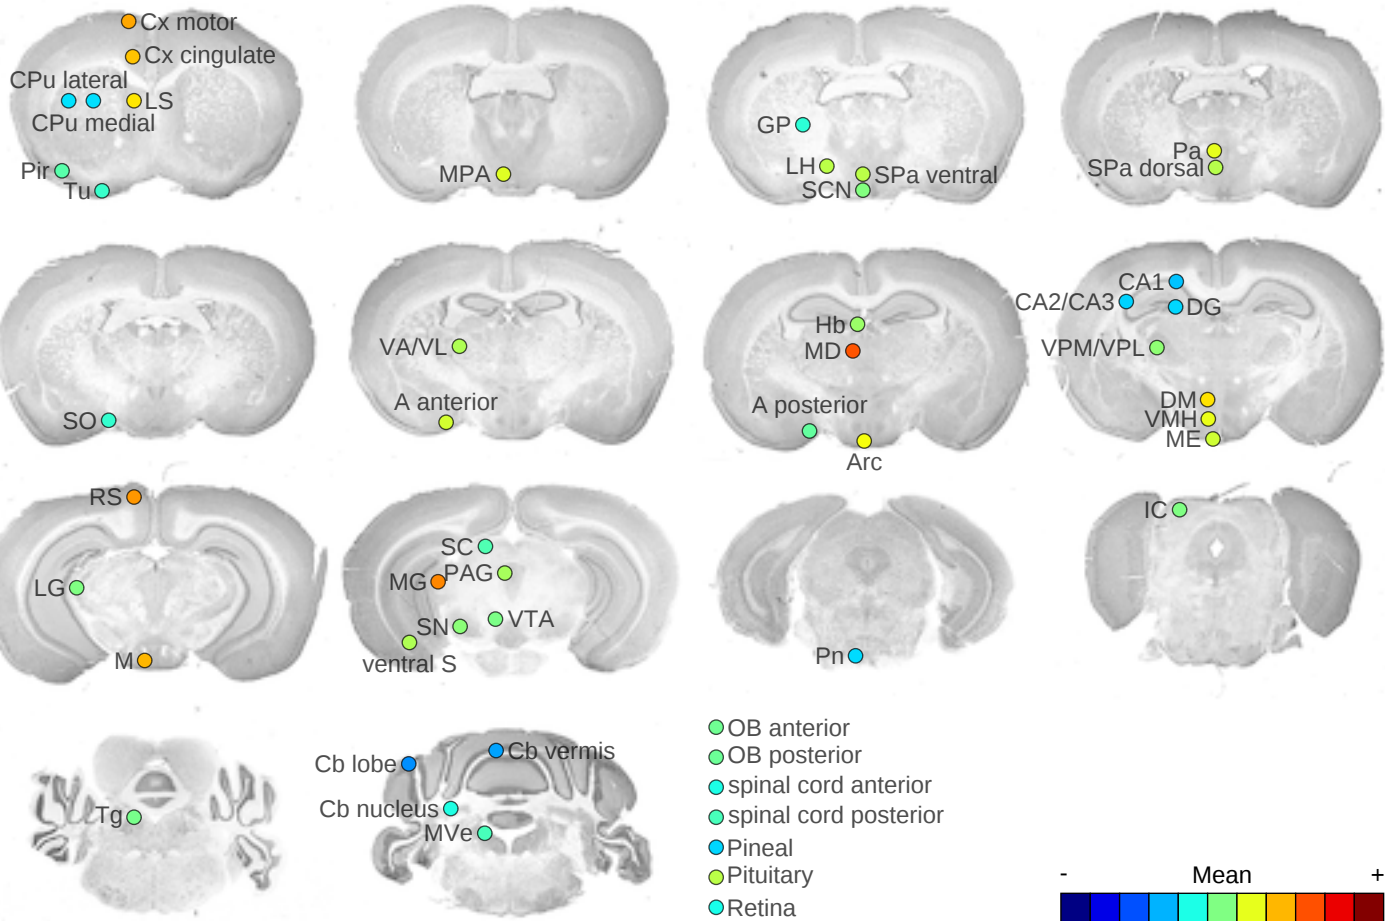 Cx motor
Cx cingulate
CPu lateral
LS
CPu medial
Pir
Tu
MPA
GP
LH
SPa ventral
SCN
Pa
SPa dorsal
SO
VA/VL
A anterior
Hb
MD
A posterior
Arc
CA1
CA2/CA3
DG
VPM/VPL
DM
VMH
ME
RS
LG
M
SC
MG
PAG
SN
VTA
ventral S
Pn
IC
Tg
Cb lobe
Cb vermis
Cb nucleus
MVe
OB anterior
OB posterior
spinal cord anterior
spinal cord posterior
Pineal
Pituitary
Retina
- Mean +